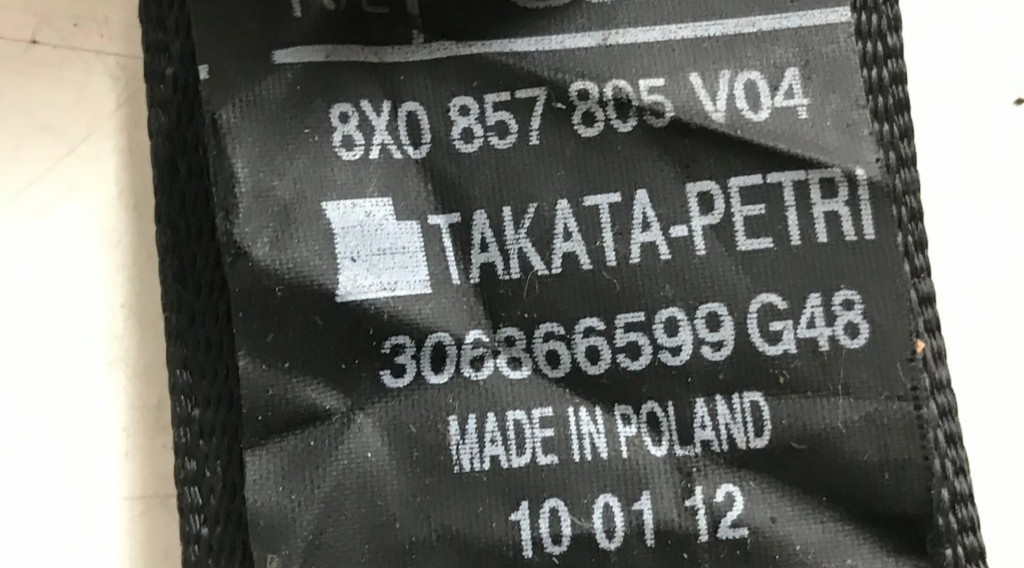 8X0 857 805 V04
TAKATA-PETRI
306866599 G48
MADE IN POLAND
10 01 12